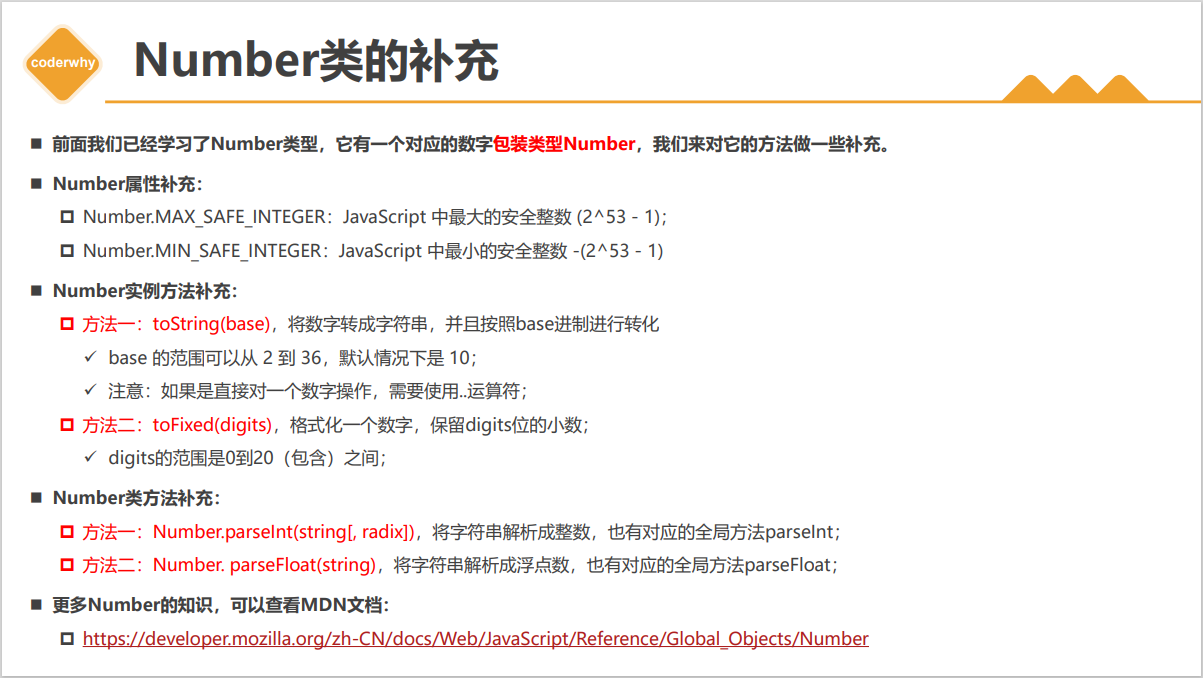 coderwhy
Number类的补充
前面我们已经学习了Number类型，它有一个对应的数字包装类型Number，我们来对它的方法做一些补充。
Number属性补充：
Number.MAX_SAFE_INTEGER：JavaScript 中最大的安全整数 (2^53 - 1)；
Number.MIN_SAFE_INTEGER：JavaScript 中最小的安全整数 -(2^53 - 1)
Number实例方法补充：
方法一：toString(base)，将数字转成字符串，并且按照base进制进行转化
base 的范围可以从 2 到 36，默认情况下是 10；
注意：如果是直接对一个数字操作，需要使用..运算符；
方法二：toFixed(digits)，格式化一个数字，保留digits位的小数；
digits的范围是0到20（包含）之间；
Number类方法补充：
方法一：Number.parseInt(string[, radix])，将字符串解析成整数，也有对应的全局方法parseInt；
方法二：Number. parseFloat(string)，将字符串解析成浮点数，也有对应的全局方法parseFloat；
更多Number的知识，可以查看MDN文档：
https://developer.mozilla.org/zh-CN/docs/Web/JavaScript/Reference/Global_Objects/Number